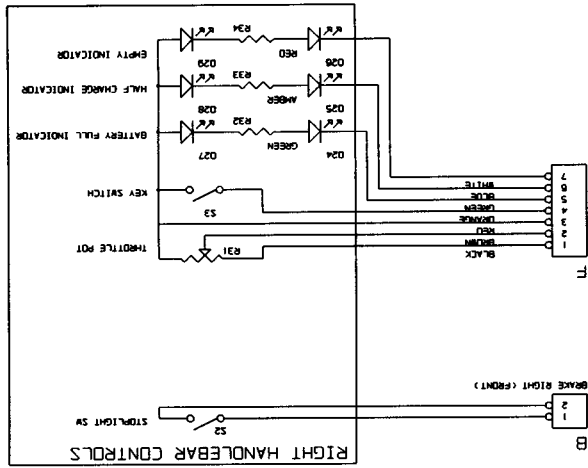 RIGHT HANDLEBAR CONTROLS
B
STOPLIGHT SW
S2
1
2
BRAKE RIGHT (FRONT)
F
BLACK
BROWN
RED
ORANGE
GREEN
BLUE
WHITE
1
2
3
4
5
6
7
THROTTLE POT
R31
KEY SWITCH
S3
BATTERY FULL INDICATOR
D27
R32
GREEN
D24
HALF CHARGE INDICATOR
D28
R33
AMBER
D25
EMPTY INDICATOR
D29
R34
RED
D26